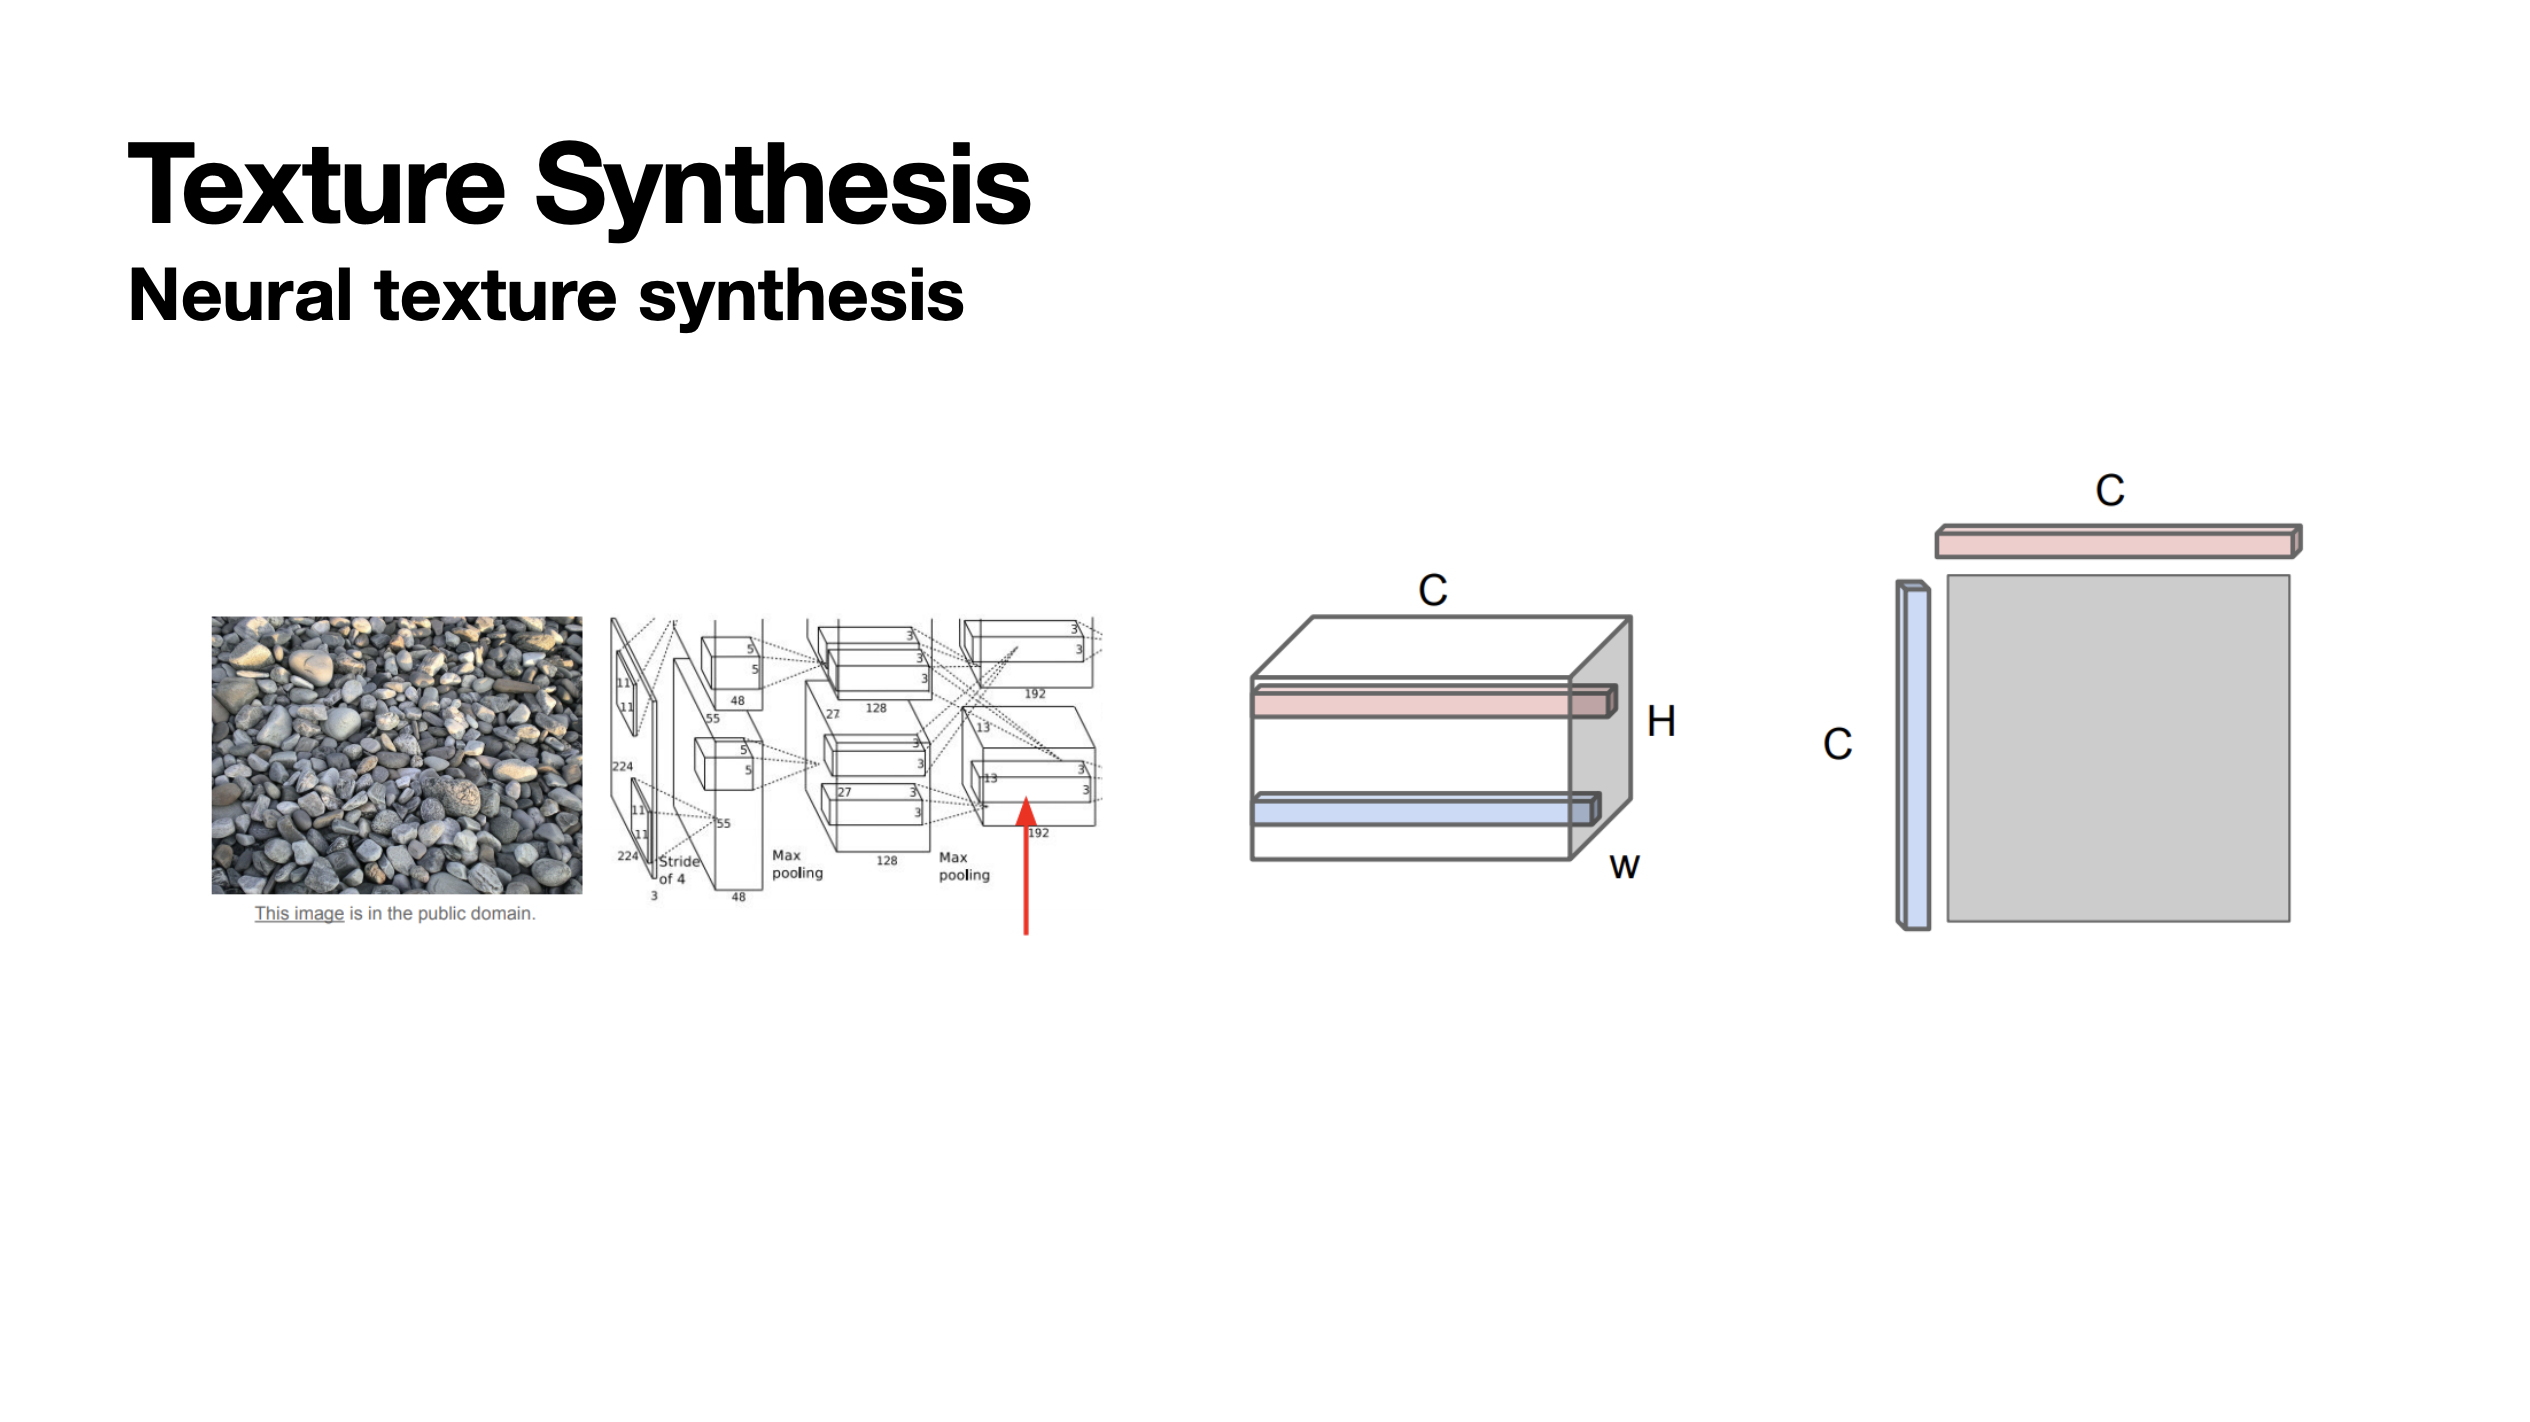 Texture Synthesis
Neural texture synthesis
This image is in the public domain.
11
11
224
11
11
224
3
Stride
of 4
5
5
48
55
5
5
55
48
Max
pooling
3
3
3
128
27
3
3
27
3
3
128
Max
pooling
3
3
192
13
13
3
3
192
C
H
W
C
C